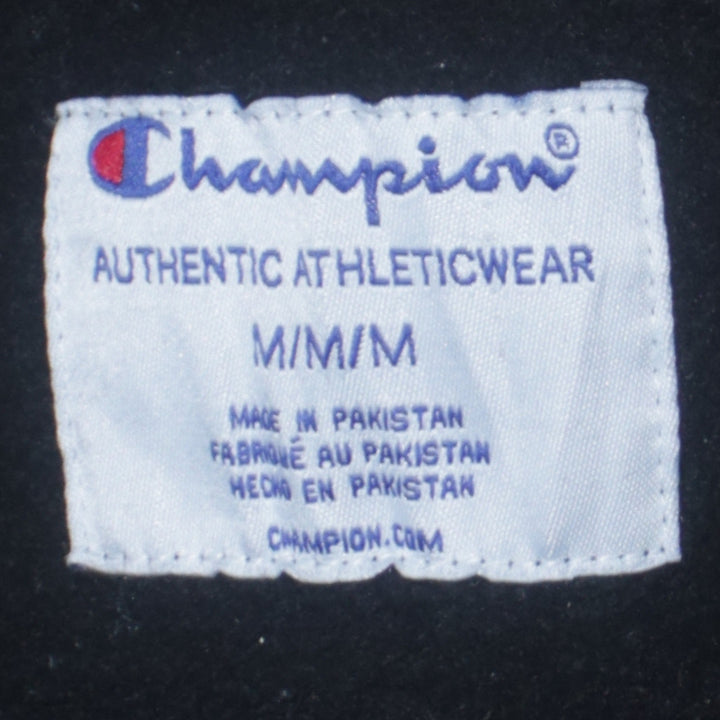 Champion®
AUTHENTIC ATHLETICWEAR
M/M/M
MADE IN PAKISTAN
FABRIQUÉ AU PAKISTAN
HECHO EN PAKISTAN
CHAMPION.COM